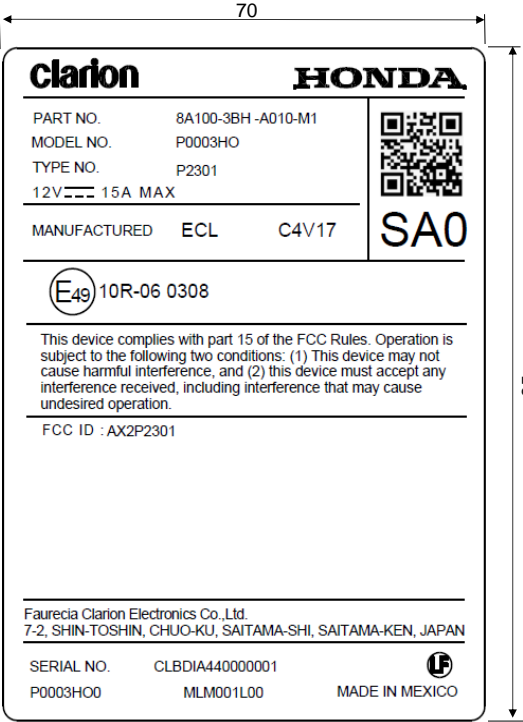 70
clarion HONDA
PART NO. 8A100-3BH -A010-M1
MODEL NO. P0003HO
TYPE NO. P2301
12V 15A MAX
SA0
MANUFACTURED ECL C4V17
E49 10R-06 0308
This device complies with part 15 of the FCC Rules. Operation is
subject to the following two conditions: (1) This device may not
cause harmful interference, and (2) this device must accept any
interference received, including interference that may cause
undesired operation.
FCC ID : AX2P2301
Faurecia Clarion Electronics Co.,Ltd.
7-2, SHIN-TOSHIN, CHUO-KU, SAITAMA-SHI, SAITAMA-KEN, JAPAN
SERIAL NO. CLBDIA440000001 LF
P0003HO0 MLM001L00 MADE IN MEXICO